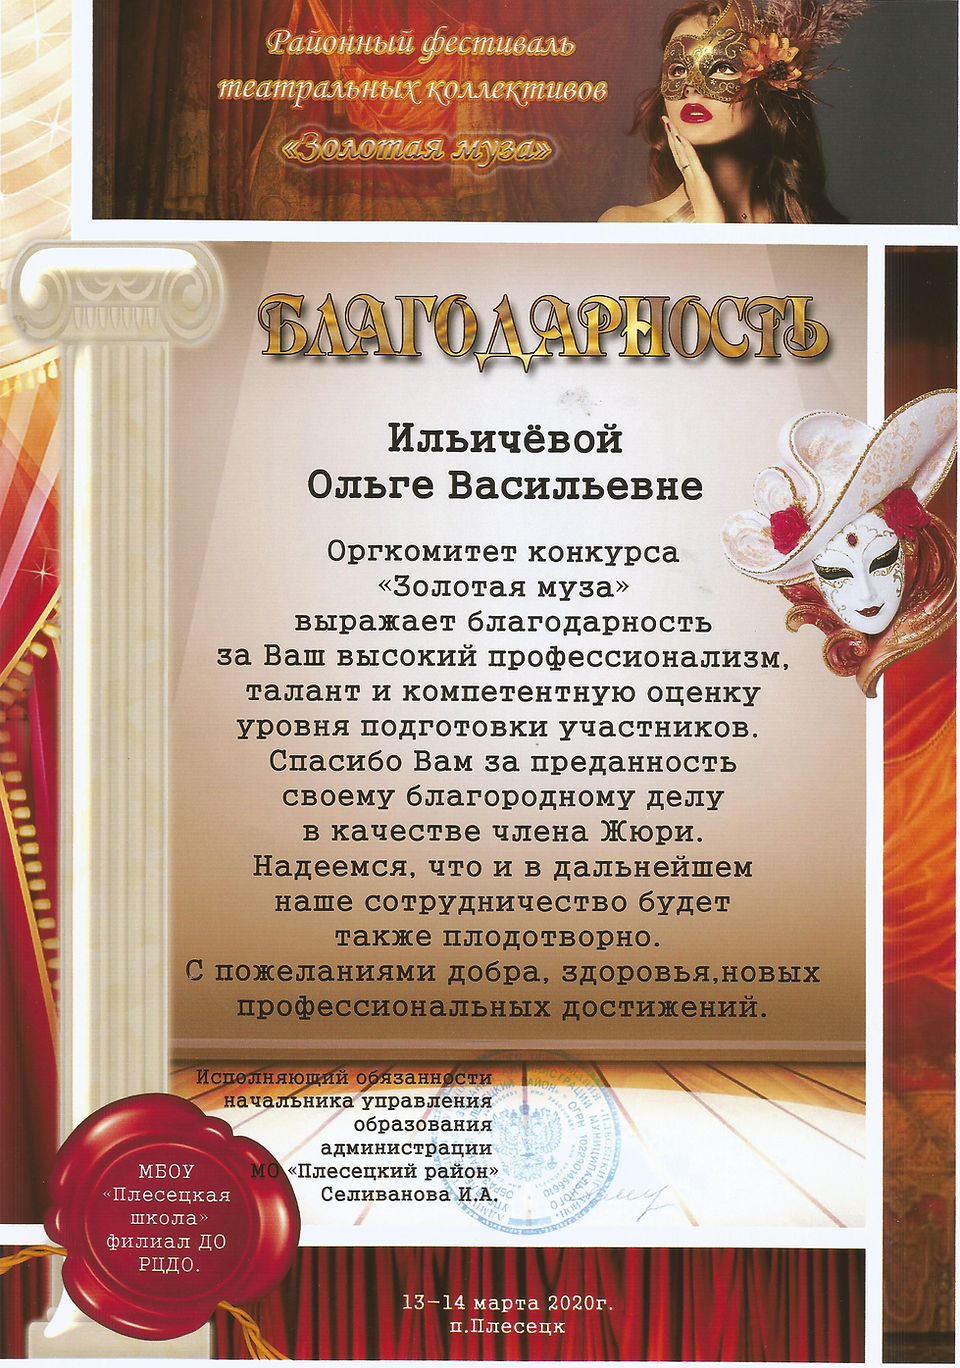 Районный фестиваль
театральных коллективов
«Золотая муза»
БЛАГОДАРНОСТЬ
Ильичёвой
Ольге Васильевне
Оргкомитет конкурса
«Золотая муза»
выражает благодарность
за Ваш высокий профессионализм,
талант и компетентную оценку
уровня подготовки участников.
Спасибо Вам за преданность
своему благородному делу
в качестве члена Жюри.
Надеемся, что и в дальнейшем
наше сотрудничество будет
также плодотворно.
С пожеланиями добра, здоровья,новых
профессиональных достижений.
Исполняющий обязанности
начальника управления
образования
администрации
МО «Плесецкий район»
Селиванова И.А.
МБОУ
«Плесецкая
школа»
филиал ДО
РЦДО.
13-14 марта 2020г.
п.Плесецк